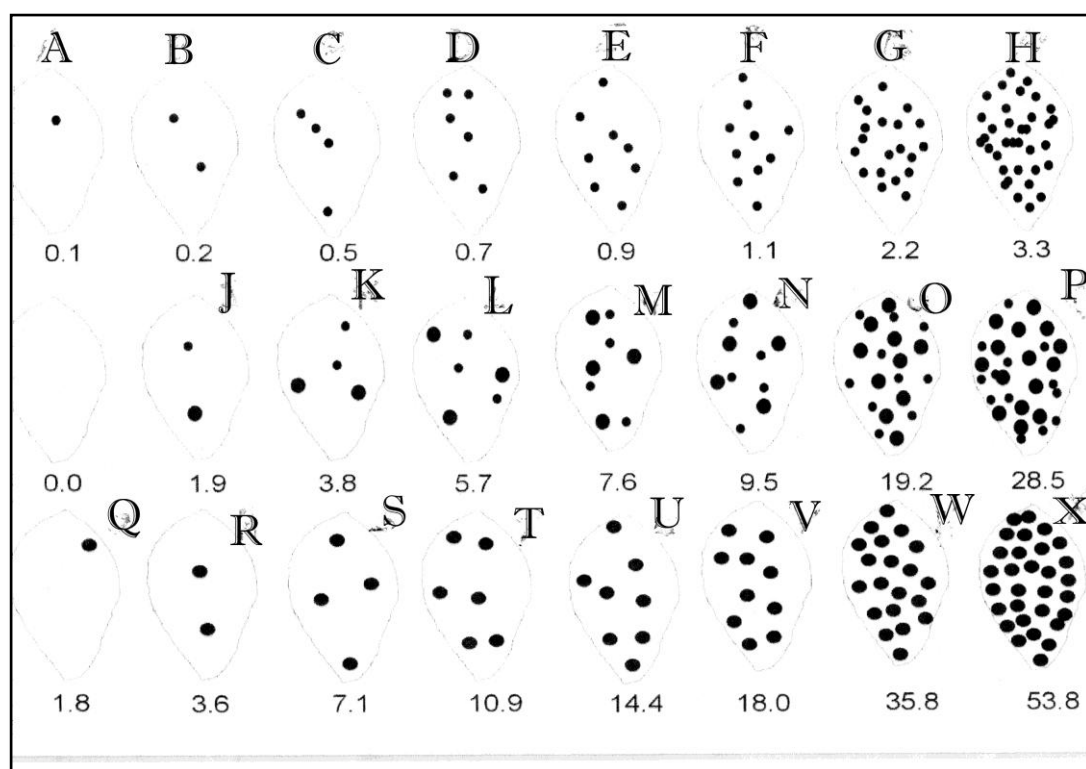 A B C D E F G H
0.1 0.2 0.5 0.7 0.9 1.1 2.2 3.3
J K L M N O P
0.0 1.9 3.8 5.7 7.6 9.5 19.2 28.5
Q R S T U V W X
1.8 3.6 7.1 10.9 14.4 18.0 35.8 53.8